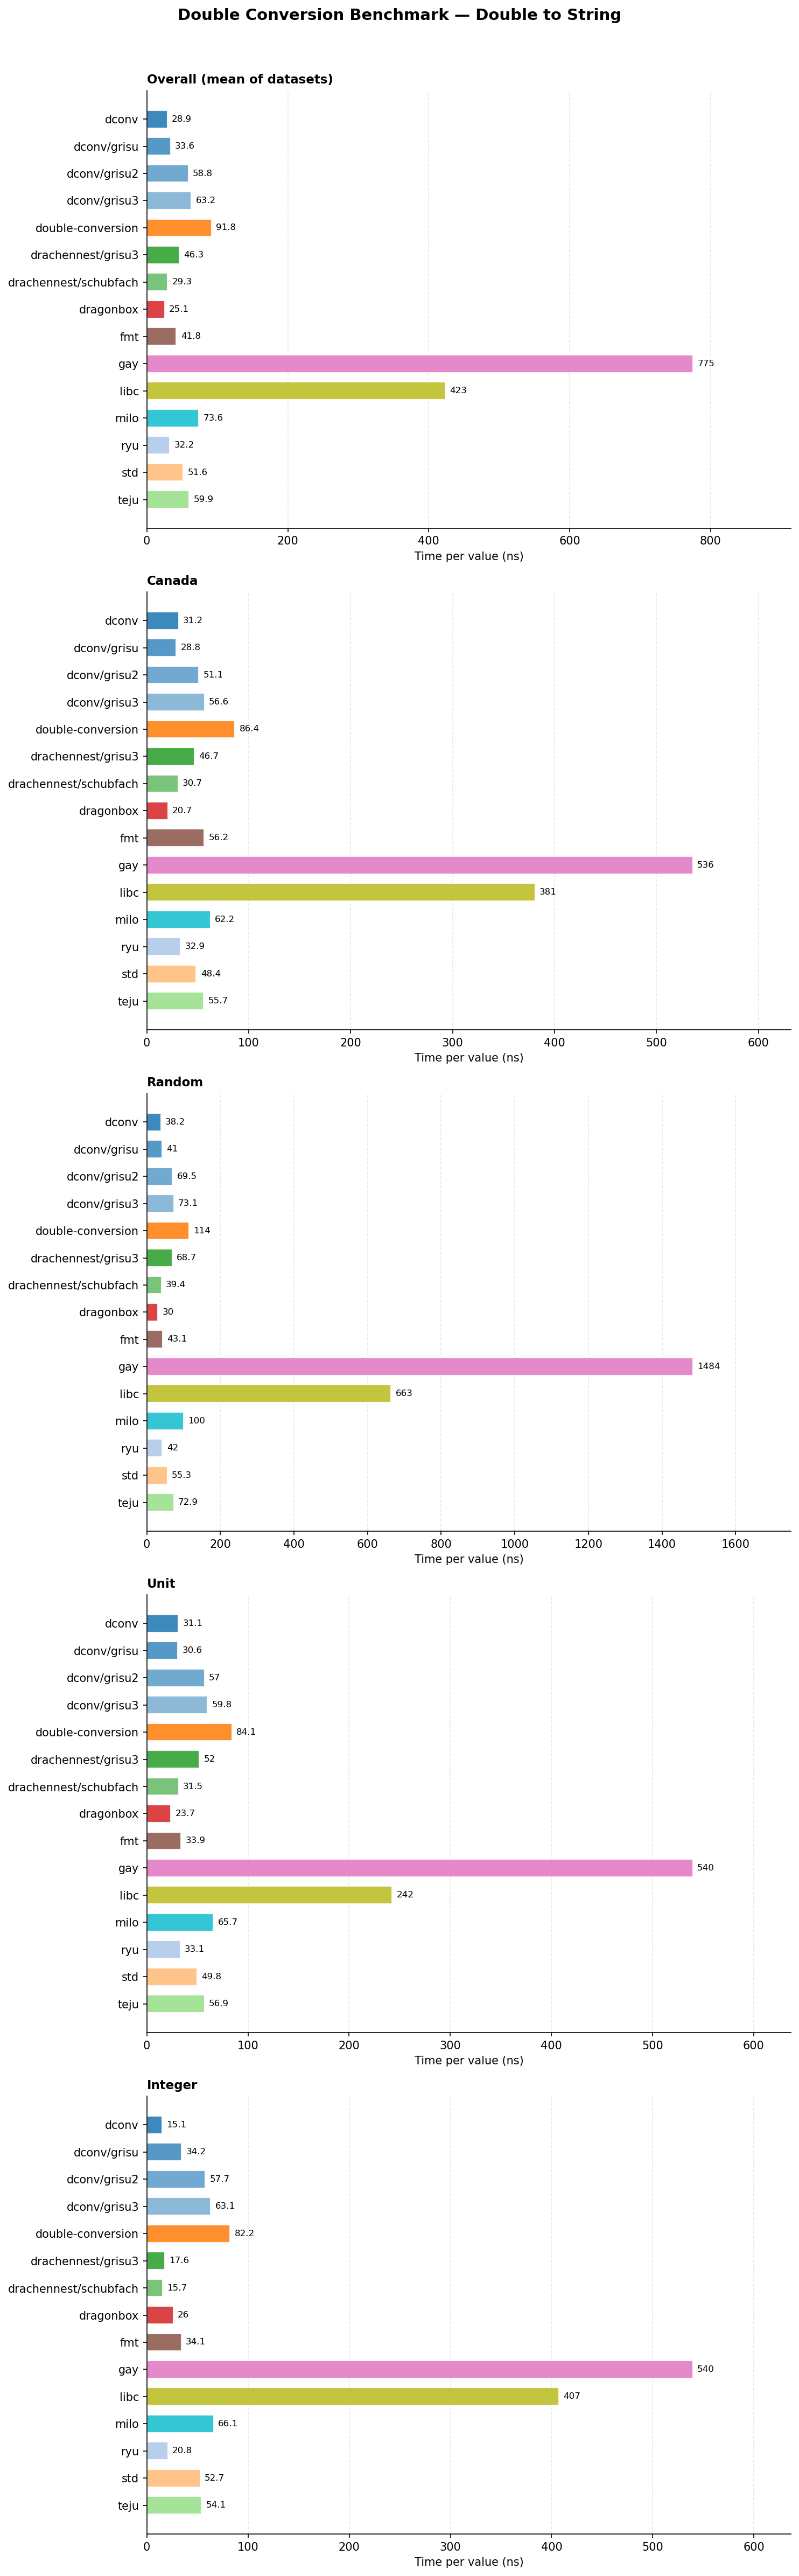 Double Conversion Benchmark — Double to String
Overall (mean of datasets)
dconv 28.9
dconv/grisu 33.6
dconv/grisu2 58.8
dconv/grisu3 63.2
double-conversion 91.8
drachennest/grisu3 46.3
drachennest/schubfach 29.3
dragonbox 25.1
fmt 41.8
gay 775
libc 423
milo 73.6
ryu 32.2
std 51.6
teju 59.9
0 200 400 600 800
Time per value (ns)
Canada
dconv 31.2
dconv/grisu 28.8
dconv/grisu2 51.1
dconv/grisu3 56.6
double-conversion 86.4
drachennest/grisu3 46.7
drachennest/schubfach 30.7
dragonbox 20.7
fmt 56.2
gay 536
libc 381
milo 62.2
ryu 32.9
std 48.4
teju 55.7
0 100 200 300 400 500 600
Time per value (ns)
Random
dconv 38.2
dconv/grisu 41
dconv/grisu2 69.5
dconv/grisu3 73.1
double-conversion 114
drachennest/grisu3 68.7
drachennest/schubfach 39.4
dragonbox 30
fmt 43.1
gay 1484
libc 663
milo 100
ryu 42
std 55.3
teju 72.9
0 200 400 600 800 1000 1200 1400 1600
Time per value (ns)
Unit
dconv 31.1
dconv/grisu 30.6
dconv/grisu2 57
dconv/grisu3 59.8
double-conversion 84.1
drachennest/grisu3 52
drachennest/schubfach 31.5
dragonbox 23.7
fmt 33.9
gay 540
libc 242
milo 65.7
ryu 33.1
std 49.8
teju 56.9
0 100 200 300 400 500 600
Time per value (ns)
Integer
dconv 15.1
dconv/grisu 34.2
dconv/grisu2 57.7
dconv/grisu3 63.1
double-conversion 82.2
drachennest/grisu3 17.6
drachennest/schubfach 15.7
dragonbox 26
fmt 34.1
gay 540
libc 407
milo 66.1
ryu 20.8
std 52.7
teju 54.1
0 100 200 300 400 500 600
Time per value (ns)